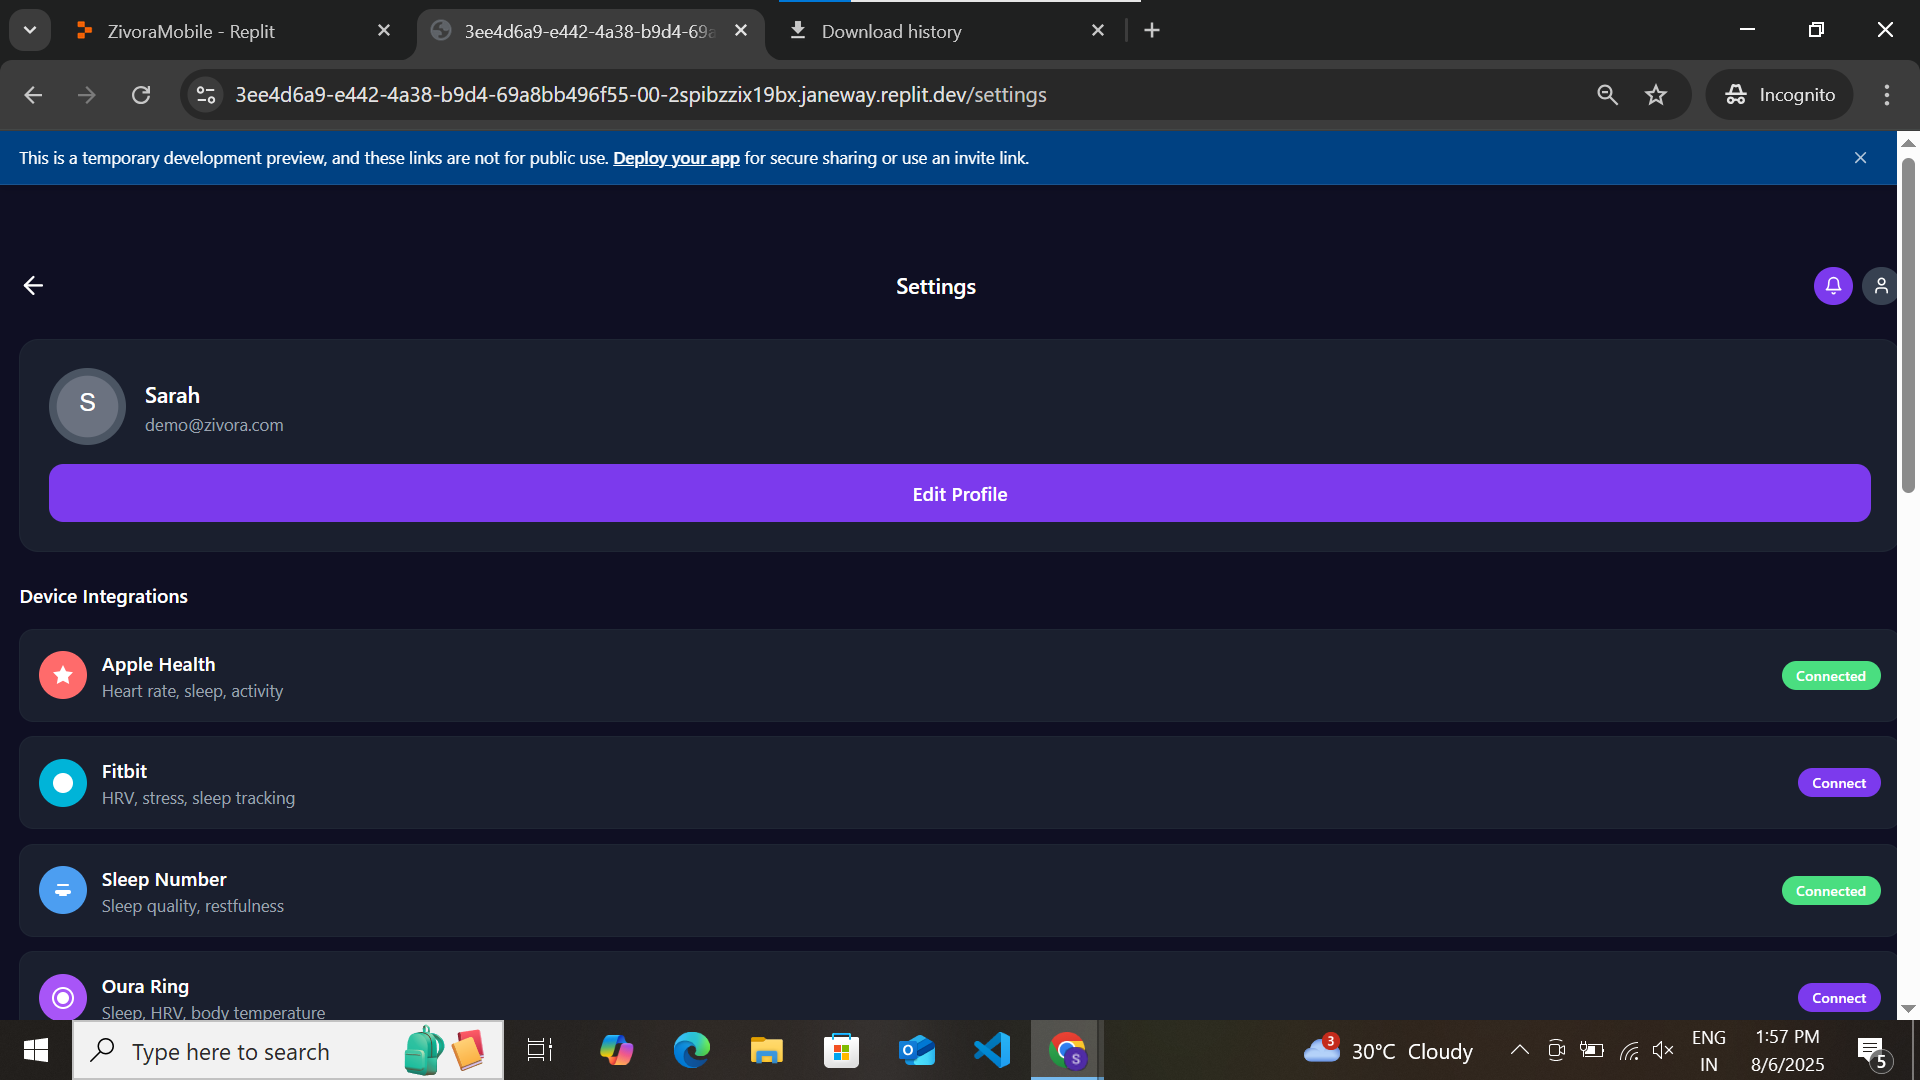 ZivoraMobile - Replit
3ee4d6a9-e442-4a38-b9d4-69a
Download history
3ee4d6a9-e442-4a38-b9d4-69a8bb496f55-00-2spibzzix19bx.janeway.replit.dev/settings
Incognito
This is a temporary development preview, and these links are not for public use. Deploy your app for secure sharing or use an invite link.
Settings
S
Sarah
demo@zivora.com
Edit Profile
Device Integrations
Apple Health
Heart rate, sleep, activity
Connected
Fitbit
HRV, stress, sleep tracking
Connect
Sleep Number
Sleep quality, restfulness
Connected
Oura Ring
Sleep, HRV, body temperature
Connect
Type here to search
S
3
30°C Cloudy
ENG
IN
1:57 PM
8/6/2025
5